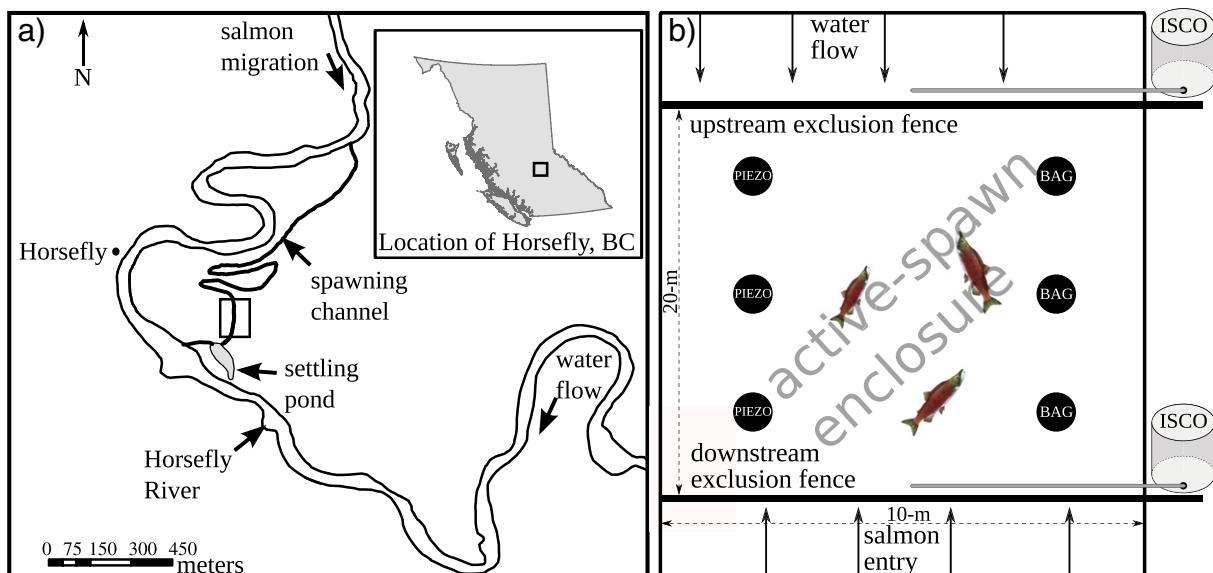 a)
N
salmon
migration
Horsefly
spawning
channel
settling
pond
water
flow
Horsefly
River
0 75 150 300 450
meters
Location of Horsefly, BC
b)
water
flow
ISCO
upstream exclusion fence
PIEZO
BAG
PIEZO
BAG
PIEZO
BAG
active-spawn
enclosure
20-m
downstream
exclusion fence
ISCO
10-m
salmon
entry